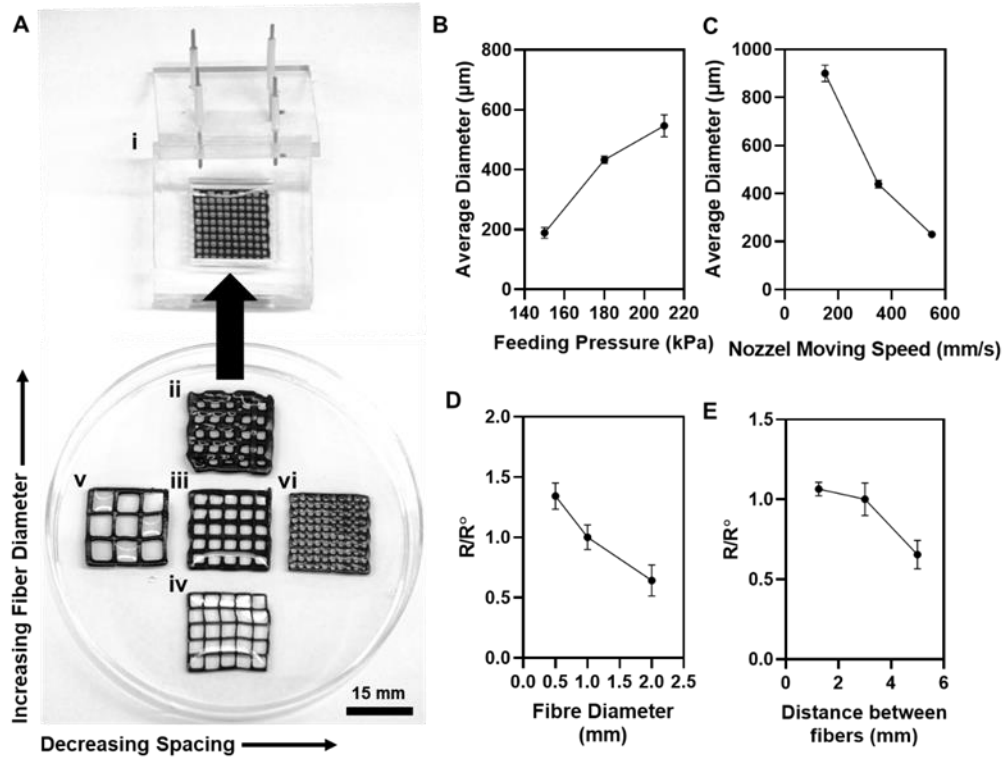 A
i
ii
v
iii
vi
iv
15 mm
Increasing Fiber Diameter
Decreasing Spacing
B
800
600
400
200
0
140
160
180
200
220
Average Diameter (µm)
Feeding Pressure (kPa)
C
1000
800
600
400
200
0
0
200
400
600
Average Diameter (µm)
Nozzel Moving Speed (mm/s)
D
2.0
1.5
1.0
0.5
0.0
0.0
0.5
1.0
1.5
2.0
2.5
R/R°
Fibre Diameter
(mm)
E
1.5
1.0
0.5
0.0
0
2
4
6
R/R°
Distance between
fibers (mm)